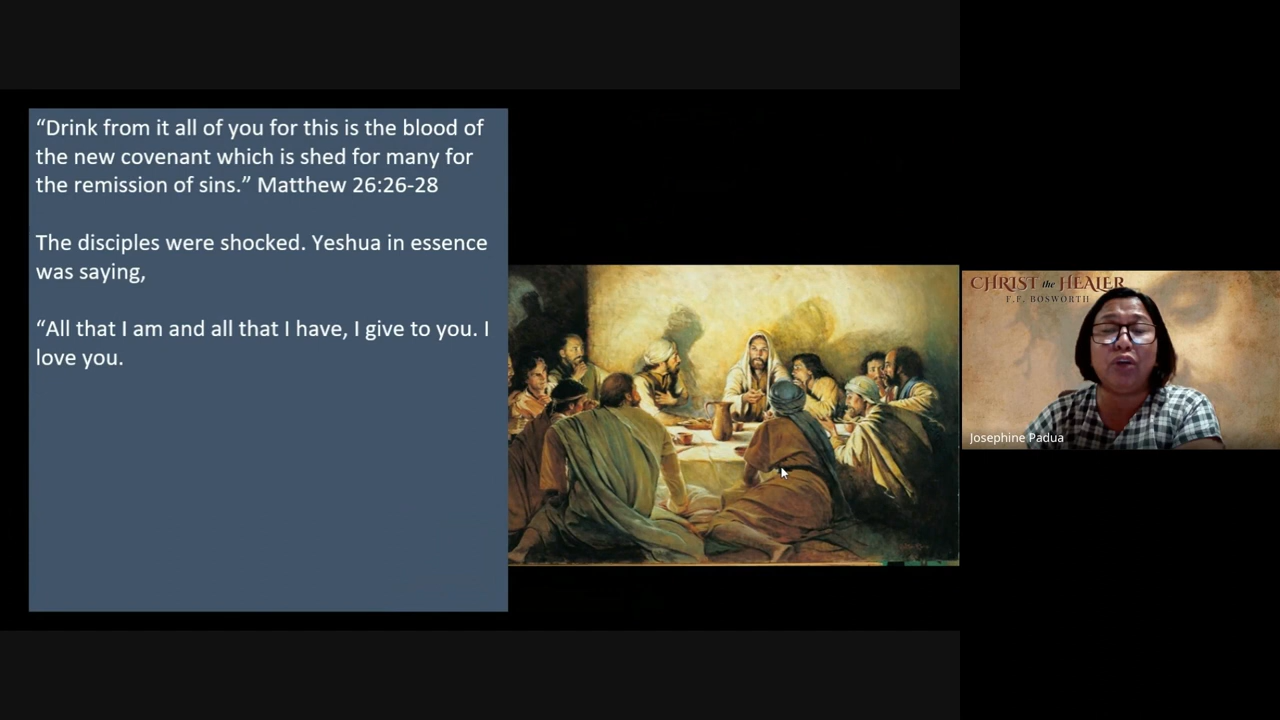 “Drink from it all of you for this is the blood of
the new covenant which is shed for many for
the remission of sins.” Matthew 26:26-28
The disciples were shocked. Yeshua in essence
was saying,
“All that I am and all that I have, I give to you. I
love you.
CHRIST the HEALER
F.F. BOSWORTH
Josephine Padua